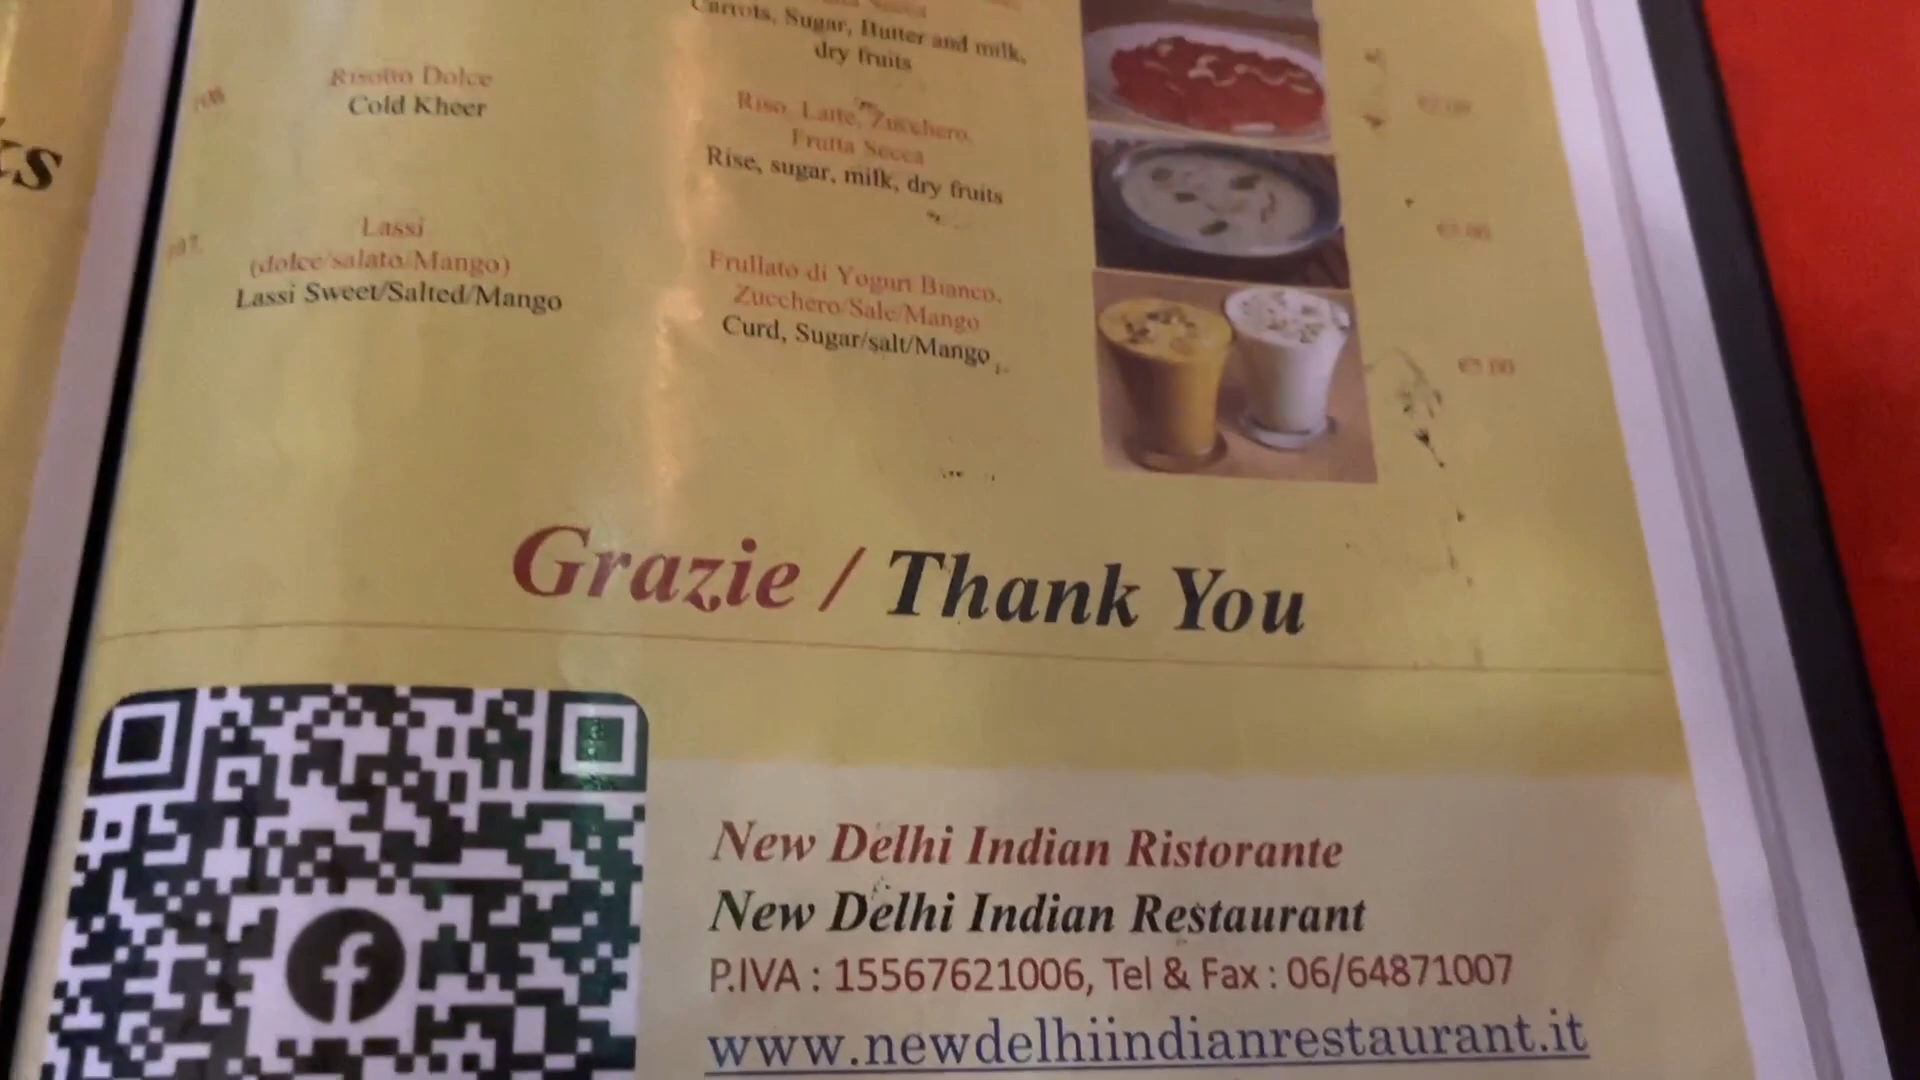 Carrots, Sugar, Butter and milk,
dry fruits
Risotto Dolce
Cold Kheer
Riso, Latte, Zucchero,
Frutta Secca
Rise, sugar, milk, dry fruits
Lassi
(dolce/salato/Mango)
Lassi Sweet/Salted/Mango
Frullato di Yogurt Bianco,
Zucchero/Sale/Mango
Curd, Sugar/salt/Mango
Grazie / Thank You
New Delhi Indian Ristorante
New Delhi Indian Restaurant
P.IVA : 15567621006, Tel & Fax : 06/64871007
www.newdelhiindianrestaurant.it